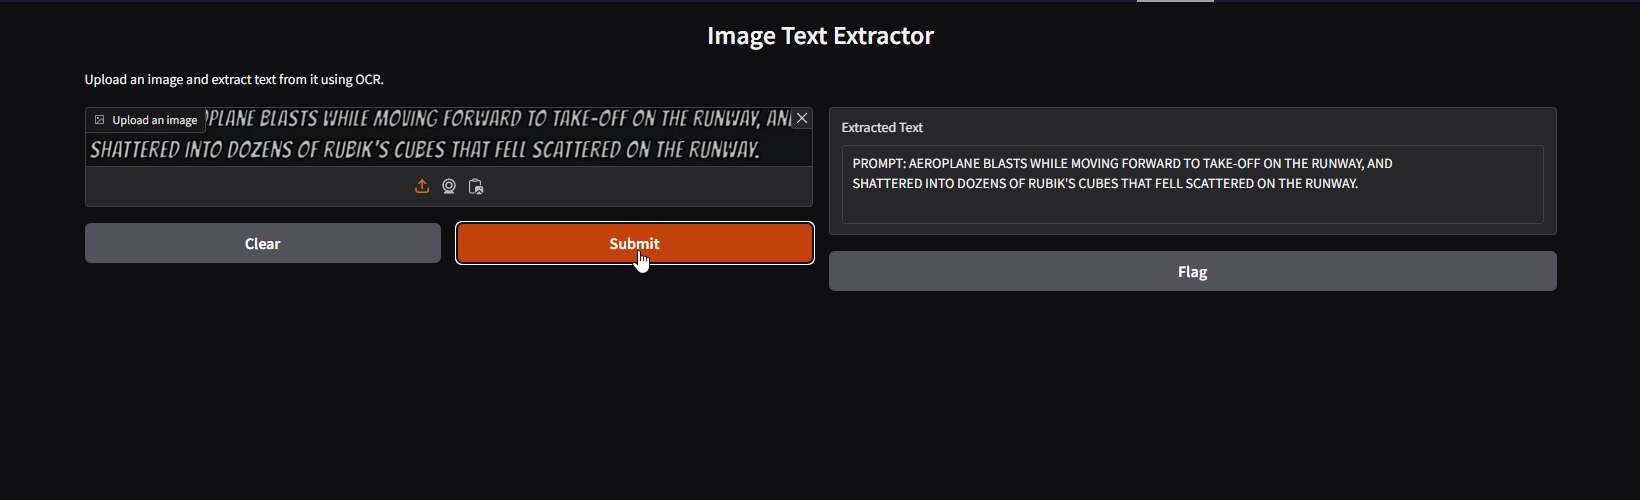 Image Text Extractor
Upload an image and extract text from it using OCR.
Upload an image
PLANE BLASTS WHILE MOVING FORWARD TO TAKE-OFF ON THE RUNWAY, AN
SHATTERED INTO DOZENS OF RUBIK'S CUBES THAT FELL SCATTERED ON THE RUNWAY.
Clear
Submit
Extracted Text
PROMPT: AEROPLANE BLASTS WHILE MOVING FORWARD TO TAKE-OFF ON THE RUNWAY, AND
SHATTERED INTO DOZENS OF RUBIK'S CUBES THAT FELL SCATTERED ON THE RUNWAY.
Flag